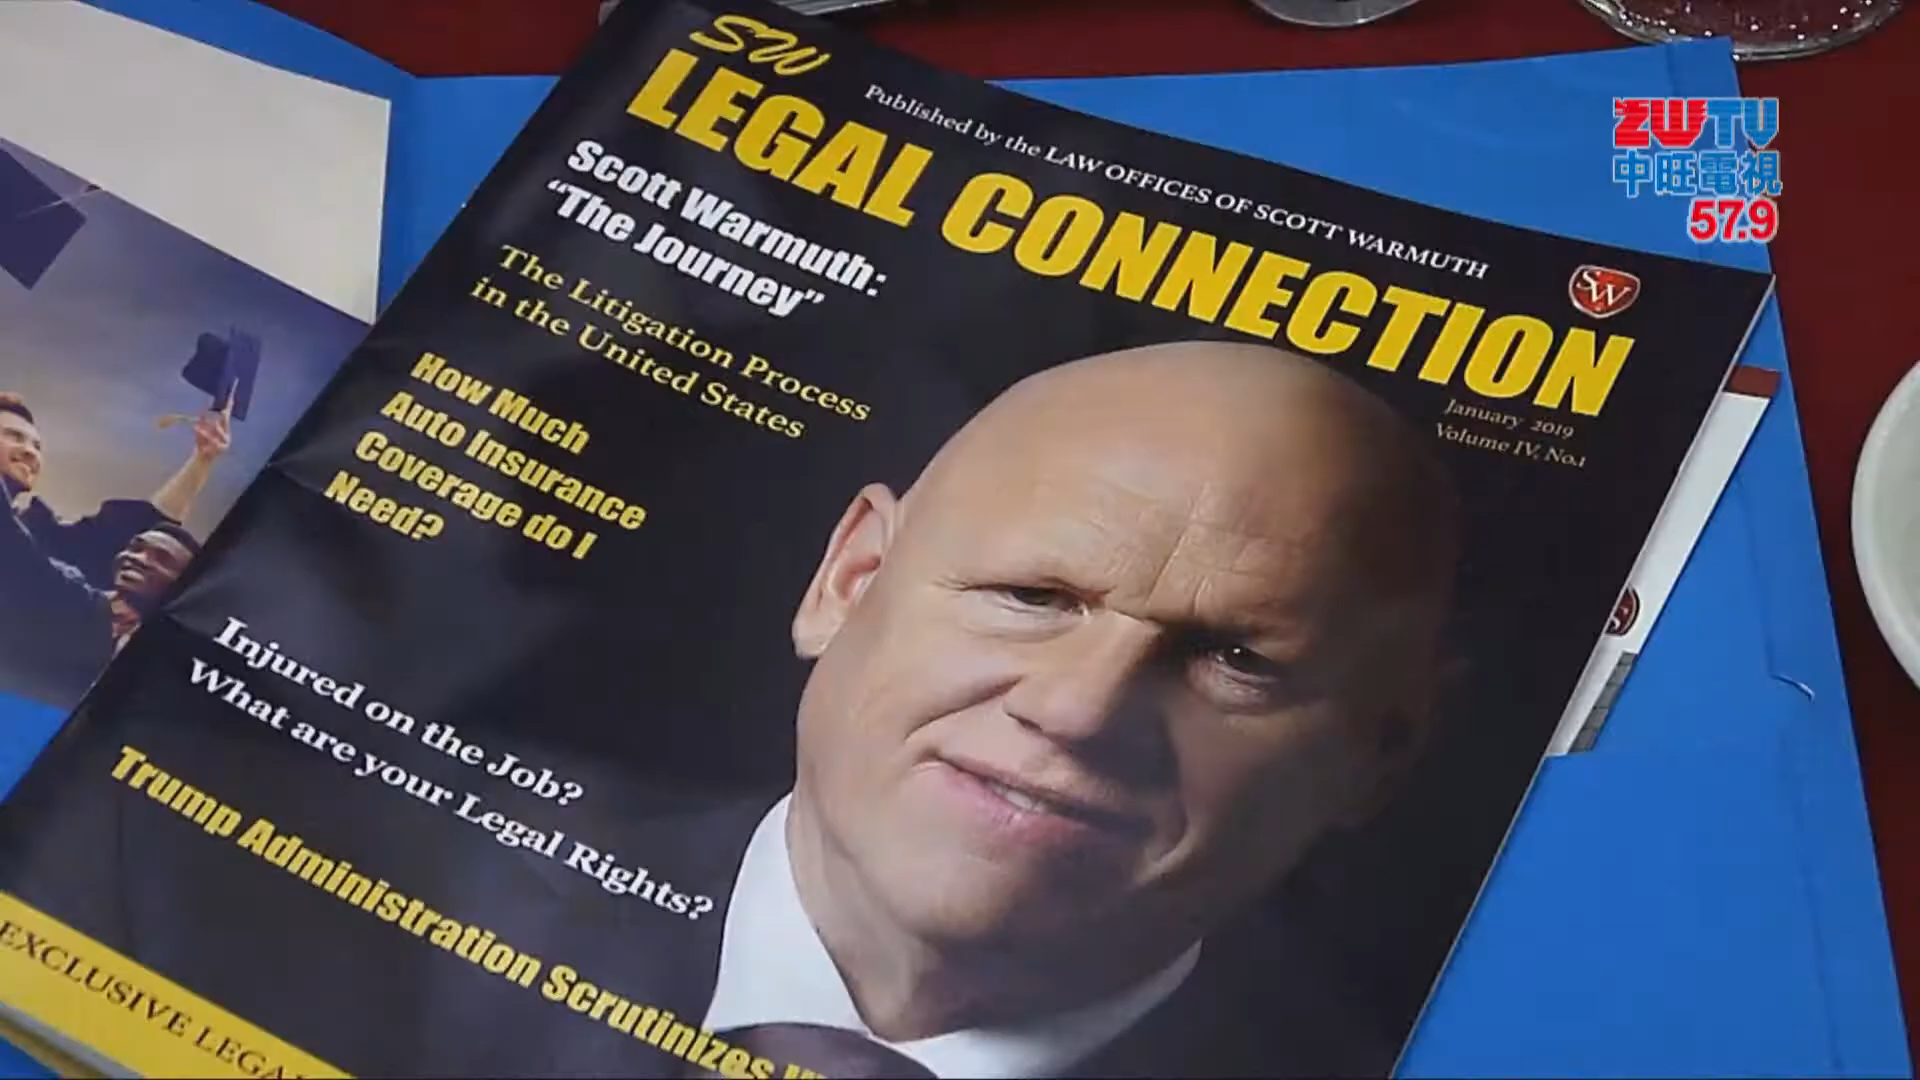 SW
LEGAL CONNECTION
Published by the LAW OFFICES OF SCOTT WARMUTH
SW
January 2019
Volume IV, No.1
Scott Warmuth:
“The Journey”
The Litigation Process
in the United States
How Much
Auto Insurance
Coverage do I
Need?
Injured on the Job?
What are your Legal Rights?
Trump Administration Scrutinizes
EXCLUSIVE LEGA
ZWTV
中旺電視
57.9